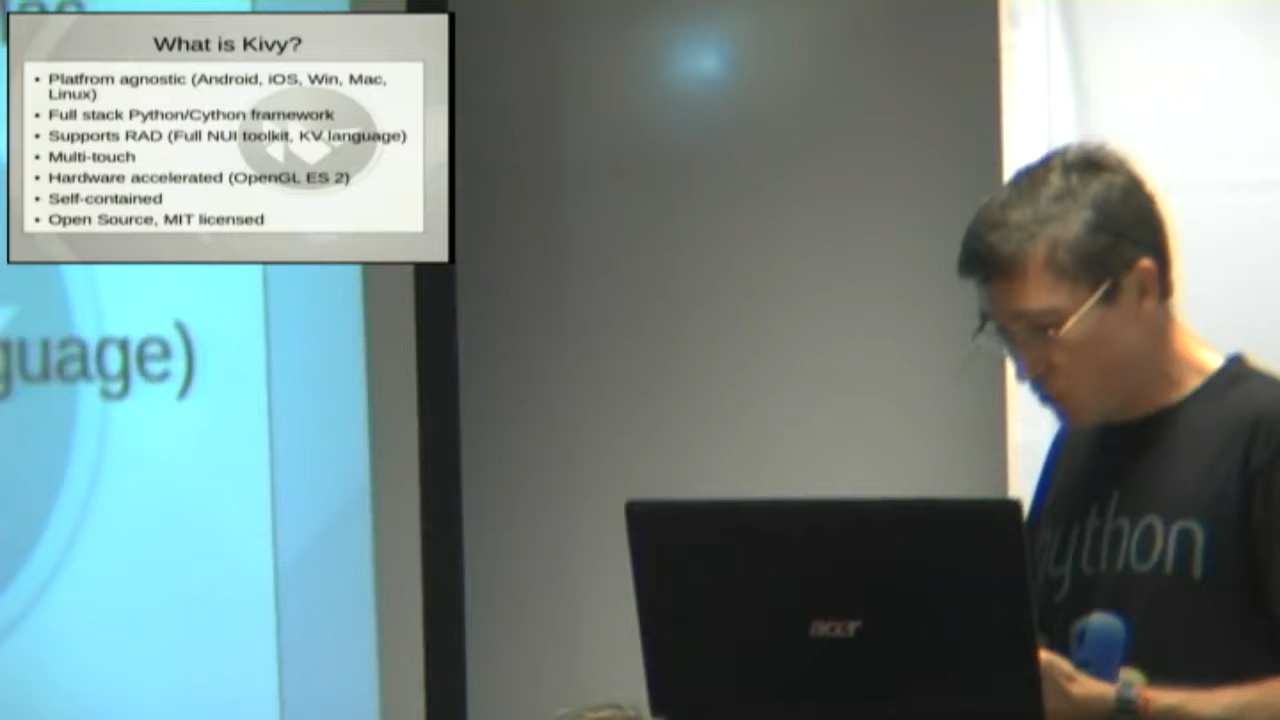 What is Kivy?
• Platfrom agnostic (Android, iOS, Win, Mac,
Linux)
• Full stack Python/Cython framework
• Supports RAD (Full NUI toolkit, KV language)
• Multi-touch
• Hardware accelerated (OpenGL ES 2)
• Self-contained
• Open Source, MIT licensed
guage)
acer
python